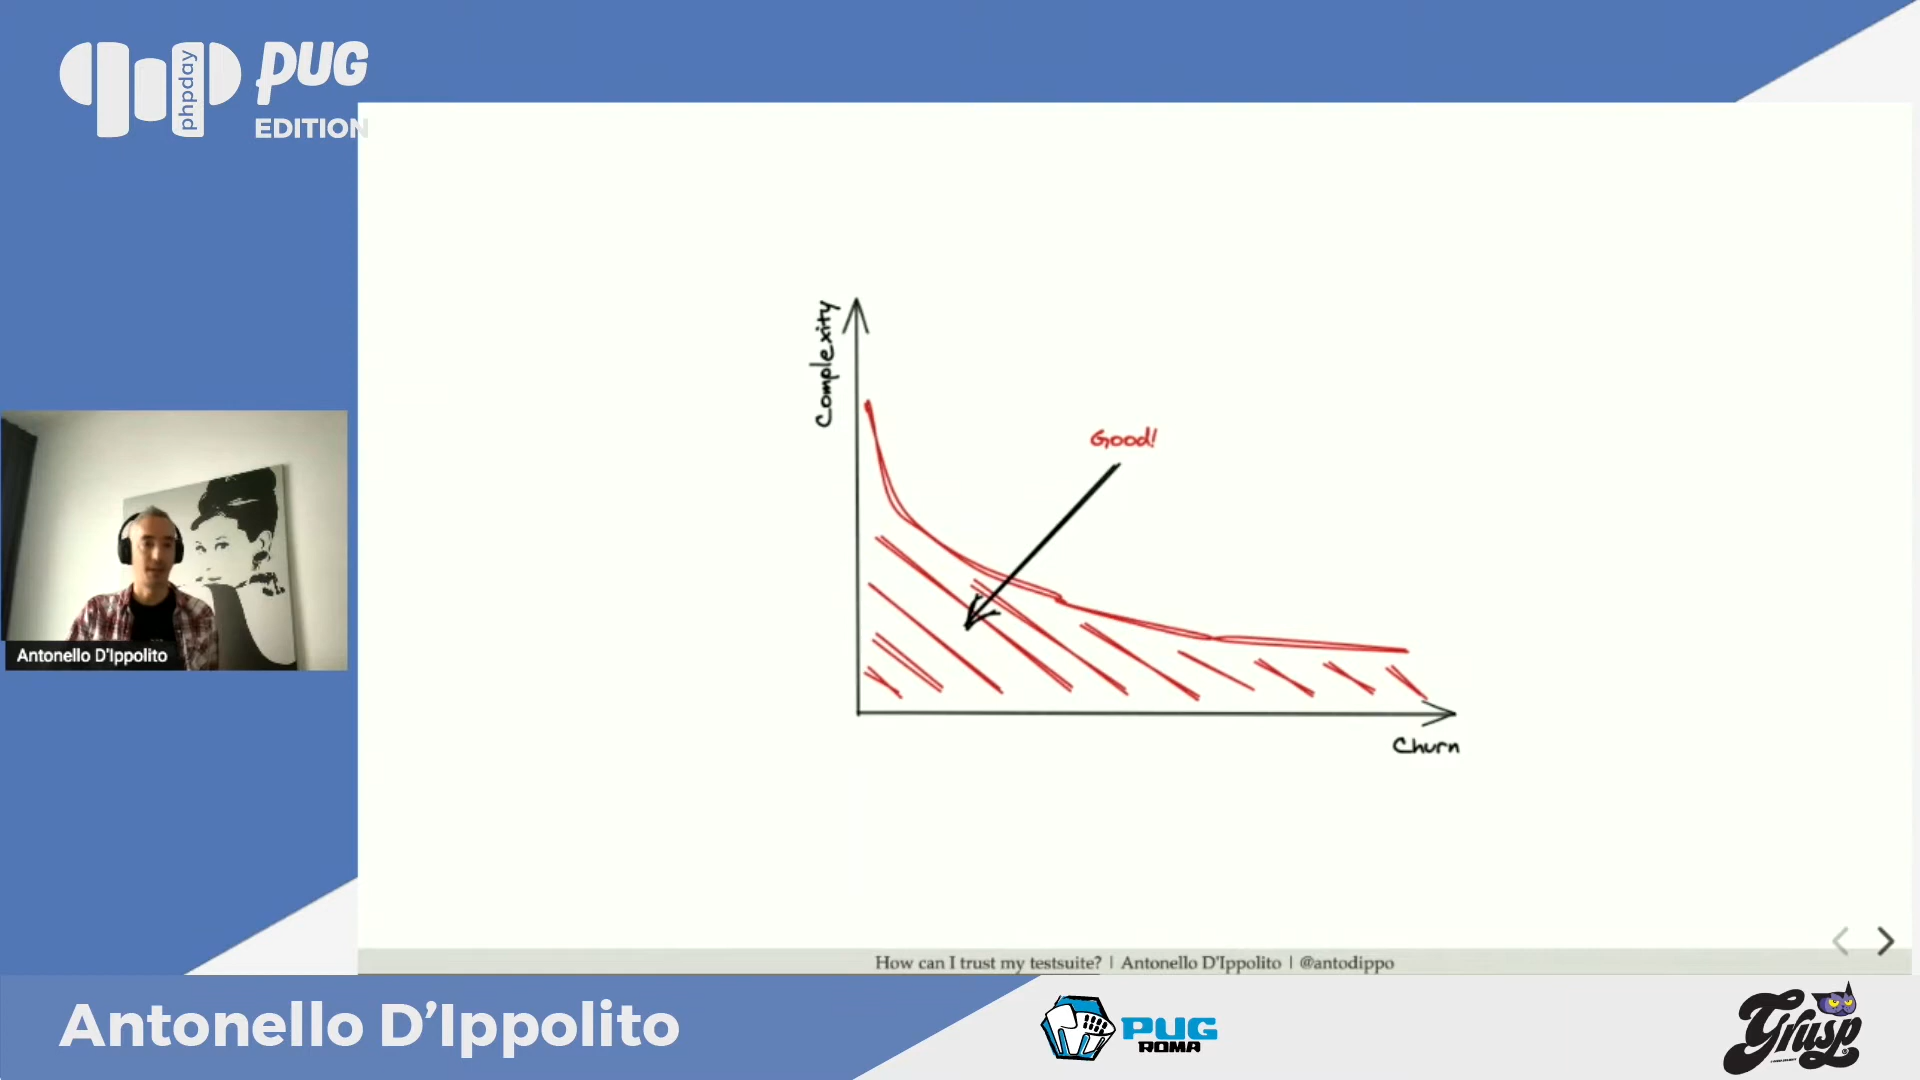 phpday
PUG
EDITION
Complexity
Good!
Churn
Antonello D'Ippolito
How can I trust my testsuite? | Antonello D'Ippolito | @antodippo
Antonello D’Ippolito
PUG
ROMA
Grusp